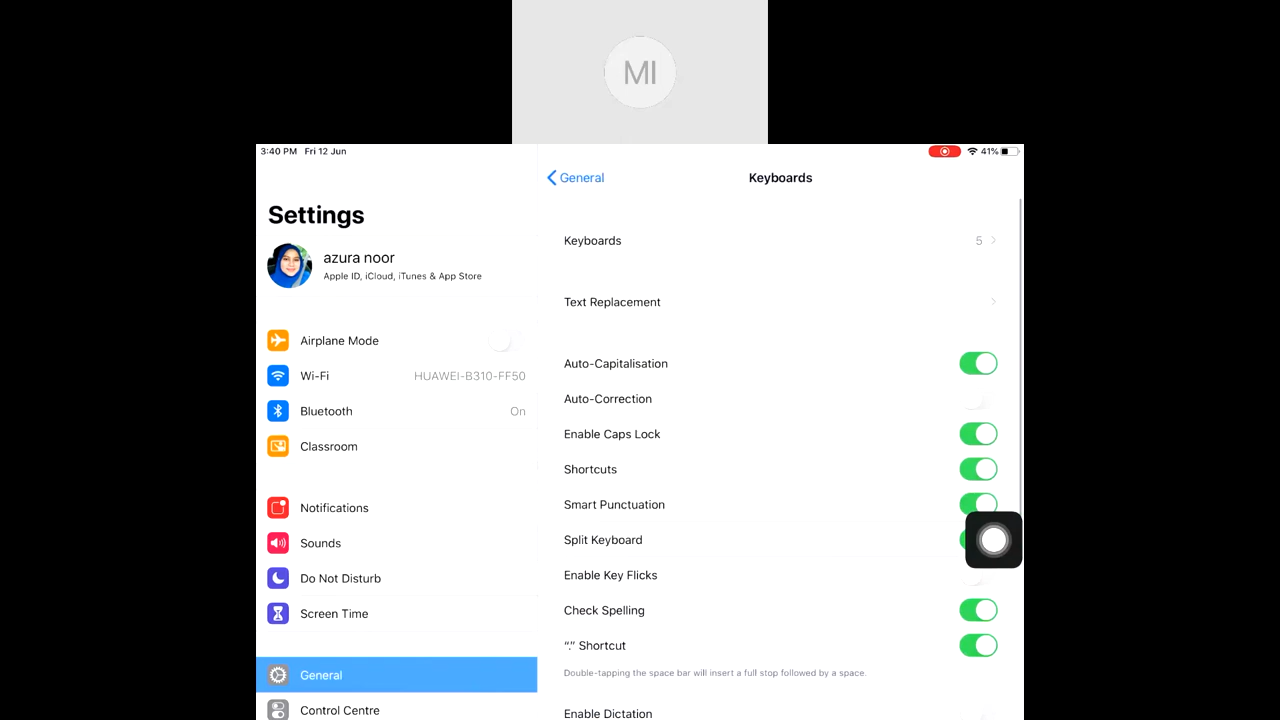 MI
3:40 PM Fri 12 Jun
41%
Settings
azura noor
Apple ID, iCloud, iTunes & App Store
Airplane Mode
Wi-Fi HUAWEI-B310-FF50
Bluetooth On
Classroom
Notifications
Sounds
Do Not Disturb
Screen Time
General
Control Centre
General Keyboards
Keyboards 5
Text Replacement
Auto-Capitalisation
Auto-Correction
Enable Caps Lock
Shortcuts
Smart Punctuation
Split Keyboard
Enable Key Flicks
Check Spelling
“.” Shortcut
Double-tapping the space bar will insert a full stop followed by a space.
Enable Dictation